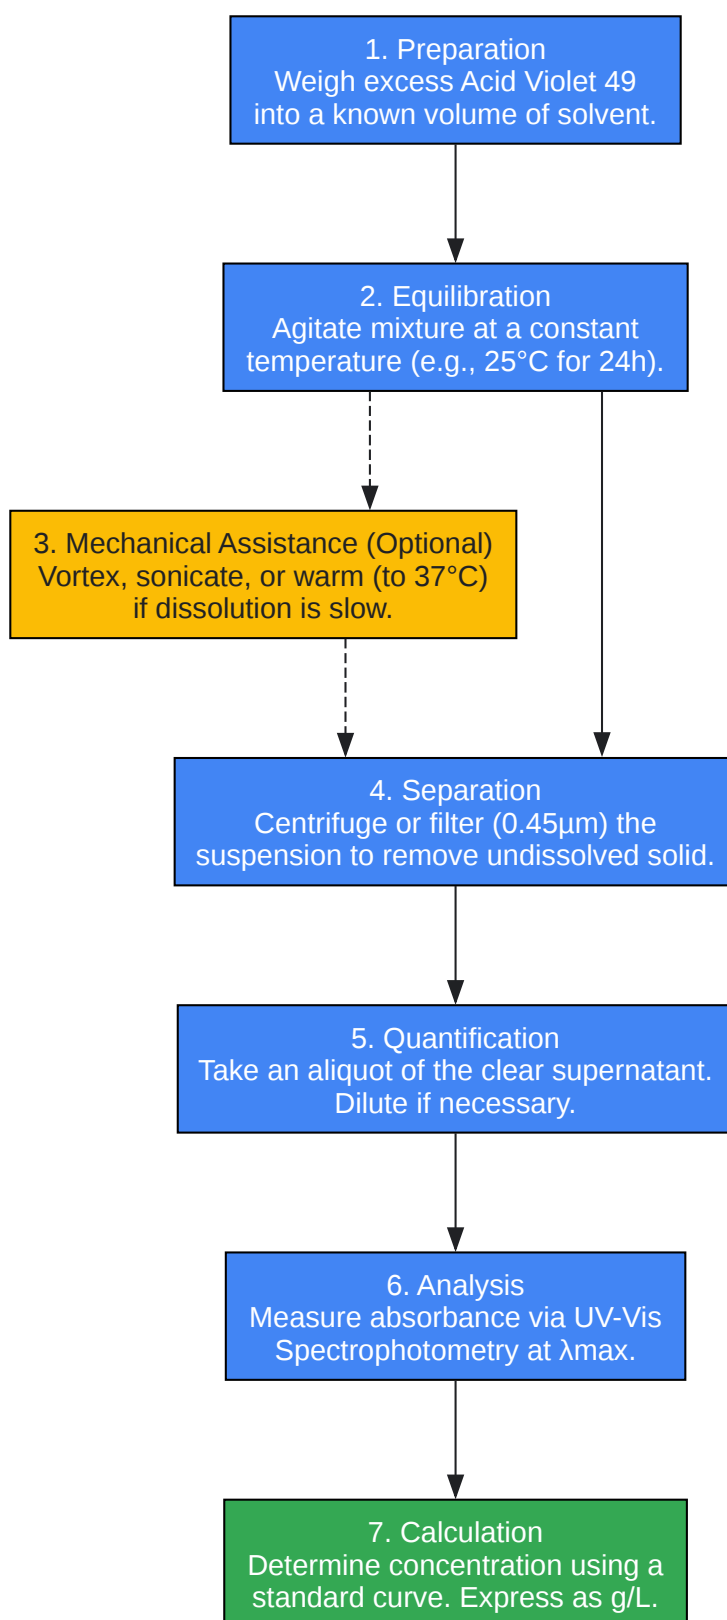 1. Preparation
Weigh excess Acid Violet 49
into a known volume of solvent.
2. Equilibration
Agitate mixture at a constant
temperature (e.g., 25°C for 24h).
3. Mechanical Assistance (Optional)
Vortex, sonicate, or warm (to 37°C)
if dissolution is slow.
4. Separation
Centrifuge or filter (0.45µm) the
suspension to remove undissolved solid.
5. Quantification
Take an aliquot of the clear supernatant.
Dilute if necessary.
6. Analysis
Measure absorbance via UV-Vis
Spectrophotometry at λmax.
7. Calculation
Determine concentration using a
standard curve. Express as g/L.